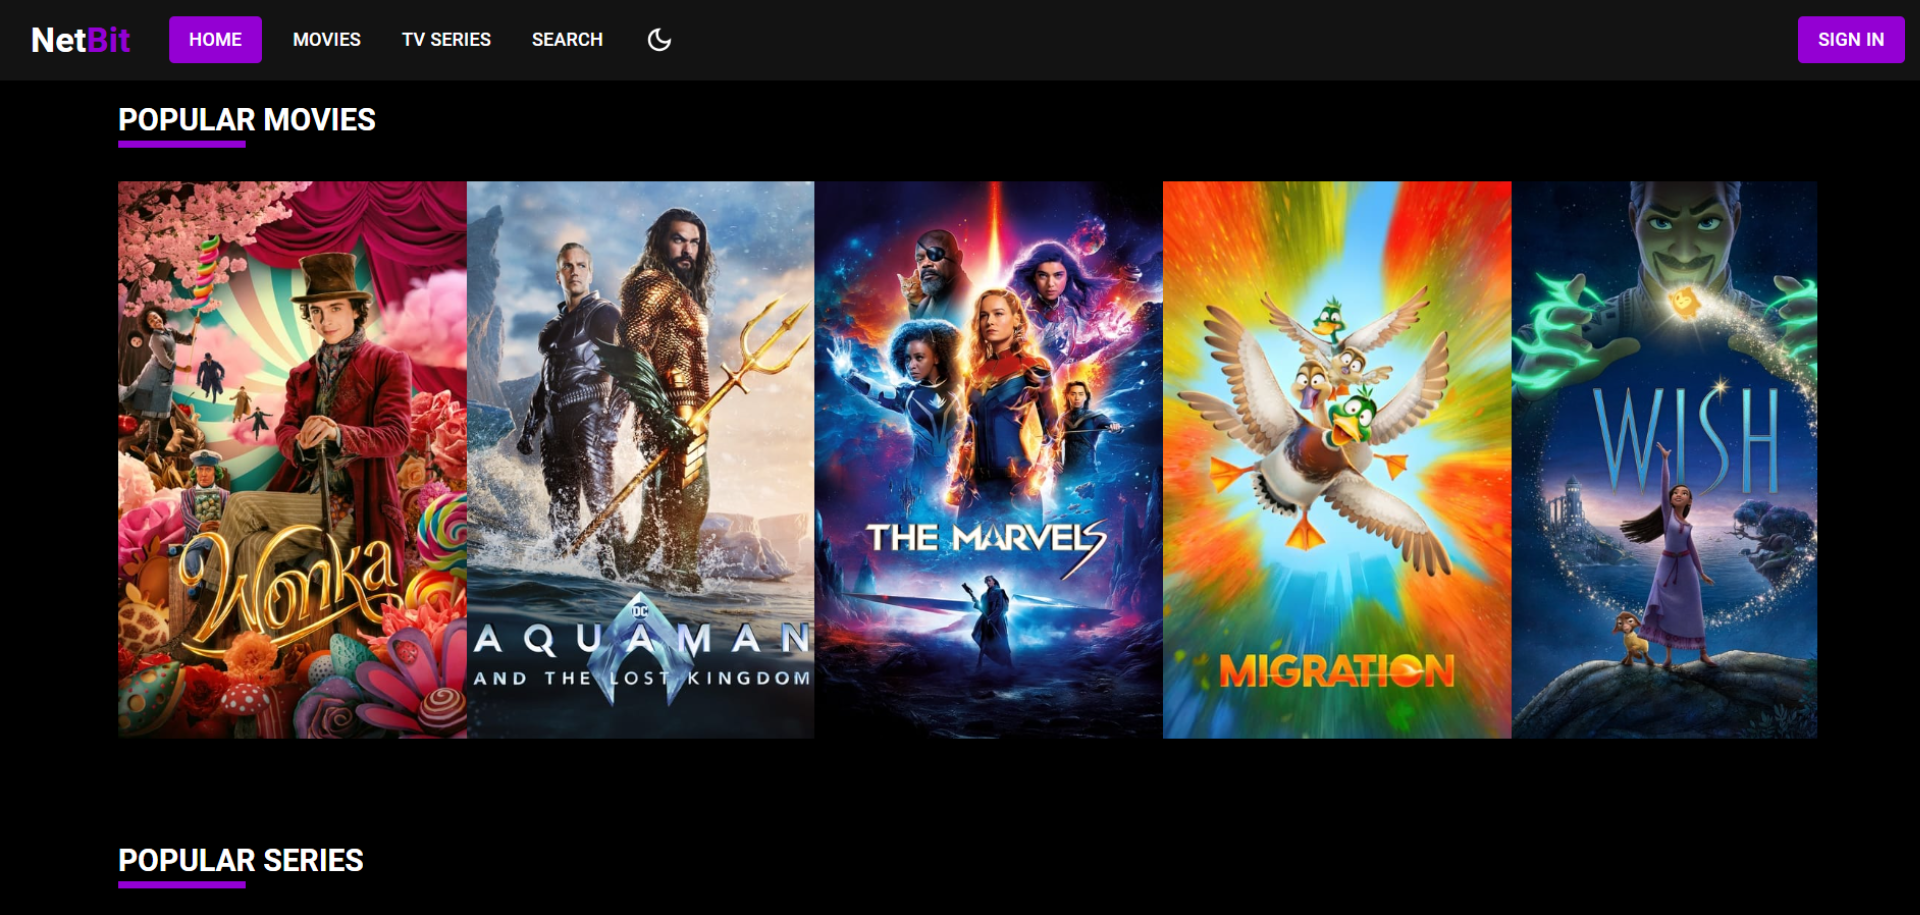 NetBit
HOME
MOVIES
TV SERIES
SEARCH
SIGN IN
POPULAR MOVIES
Wonka
DC
AQUAMAN
AND THE LOST KINGDOM
THE MARVELS
MIGRATION
WISH
POPULAR SERIES